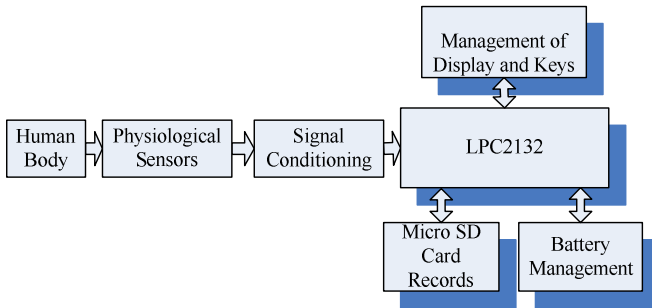 Management of
Display and Keys
Human
Body
Physiological
Sensors
Signal
Conditioning
LPC2132
Micro SD
Card
Records
Battery
Management